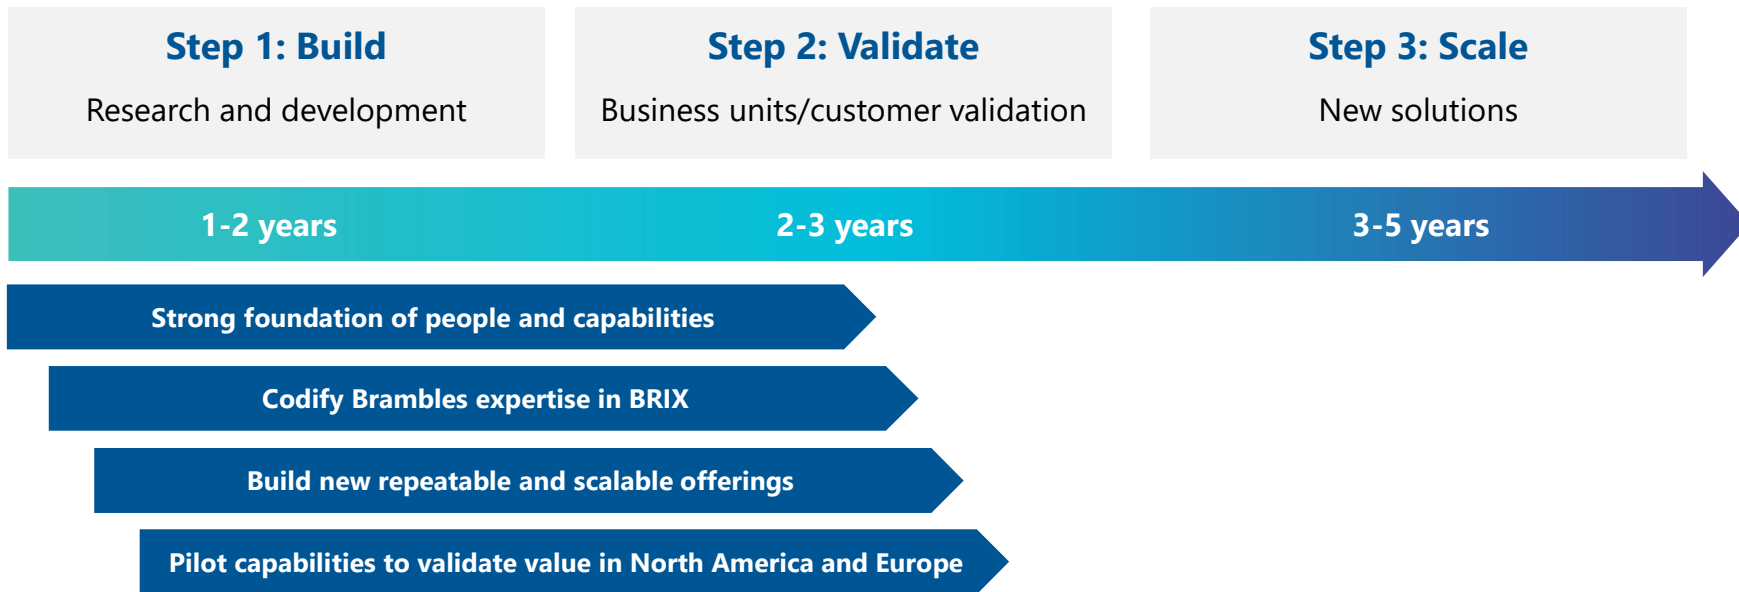 Step 1: Build
Research and development
Step 2: Validate
Business units/customer validation
Step 3: Scale
New solutions
1-2 years
2-3 years
3-5 years
Strong foundation of people and capabilities
Codify Brambles expertise in BRIX
Build new repeatable and scalable offerings
Pilot capabilities to validate value in North America and Europe